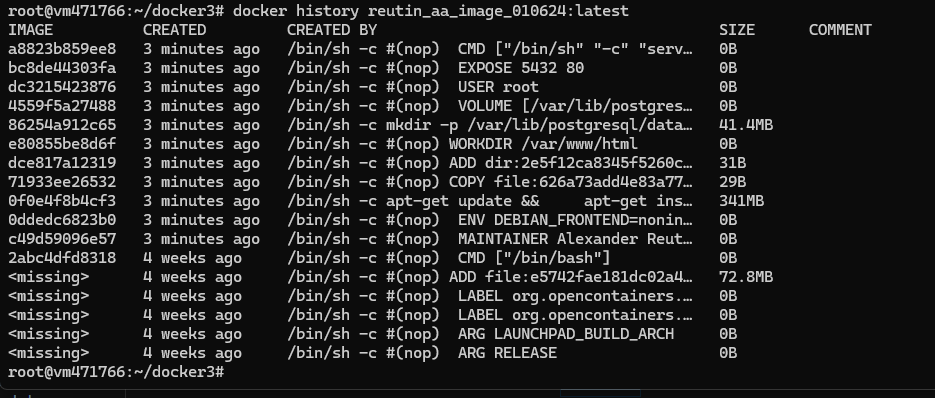 root@vm471766:~/docker3# docker history reutin_aa_image_010624:latest
IMAGE CREATED CREATED BY SIZE COMMENT
a8823b859ee8 3 minutes ago /bin/sh -c #(nop) CMD ["/bin/sh" "-c" "serv… 0B
bc8de44303fa 3 minutes ago /bin/sh -c #(nop) EXPOSE 5432 80 0B
dc3215423876 3 minutes ago /bin/sh -c #(nop) USER root 0B
4559f5a27488 3 minutes ago /bin/sh -c #(nop) VOLUME [/var/lib/postgres… 0B
86254a912c65 3 minutes ago /bin/sh -c mkdir -p /var/lib/postgresql/data… 41.4MB
e80855be8d6f 3 minutes ago /bin/sh -c #(nop) WORKDIR /var/www/html 0B
dce817a12319 3 minutes ago /bin/sh -c #(nop) ADD dir:2e5f12ca8345f5260c… 31B
71933ee26532 3 minutes ago /bin/sh -c #(nop) COPY file:626a73add4e83a77… 29B
0f0e4f8b4cf3 3 minutes ago /bin/sh -c apt-get update && apt-get ins… 341MB
0ddedc6823b0 3 minutes ago /bin/sh -c #(nop) ENV DEBIAN_FRONTEND=nonin… 0B
c49d59096e57 3 minutes ago /bin/sh -c #(nop) MAINTAINER Alexander Reut… 0B
2abc4dfd8318 4 weeks ago /bin/sh -c #(nop) CMD ["/bin/bash"] 0B
<missing> 4 weeks ago /bin/sh -c #(nop) ADD file:e5742fae181dc02a4… 72.8MB
<missing> 4 weeks ago /bin/sh -c #(nop) LABEL org.opencontainers.… 0B
<missing> 4 weeks ago /bin/sh -c #(nop) LABEL org.opencontainers.… 0B
<missing> 4 weeks ago /bin/sh -c #(nop) ARG LAUNCHPAD_BUILD_ARCH 0B
<missing> 4 weeks ago /bin/sh -c #(nop) ARG RELEASE 0B
root@vm471766:~/docker3#